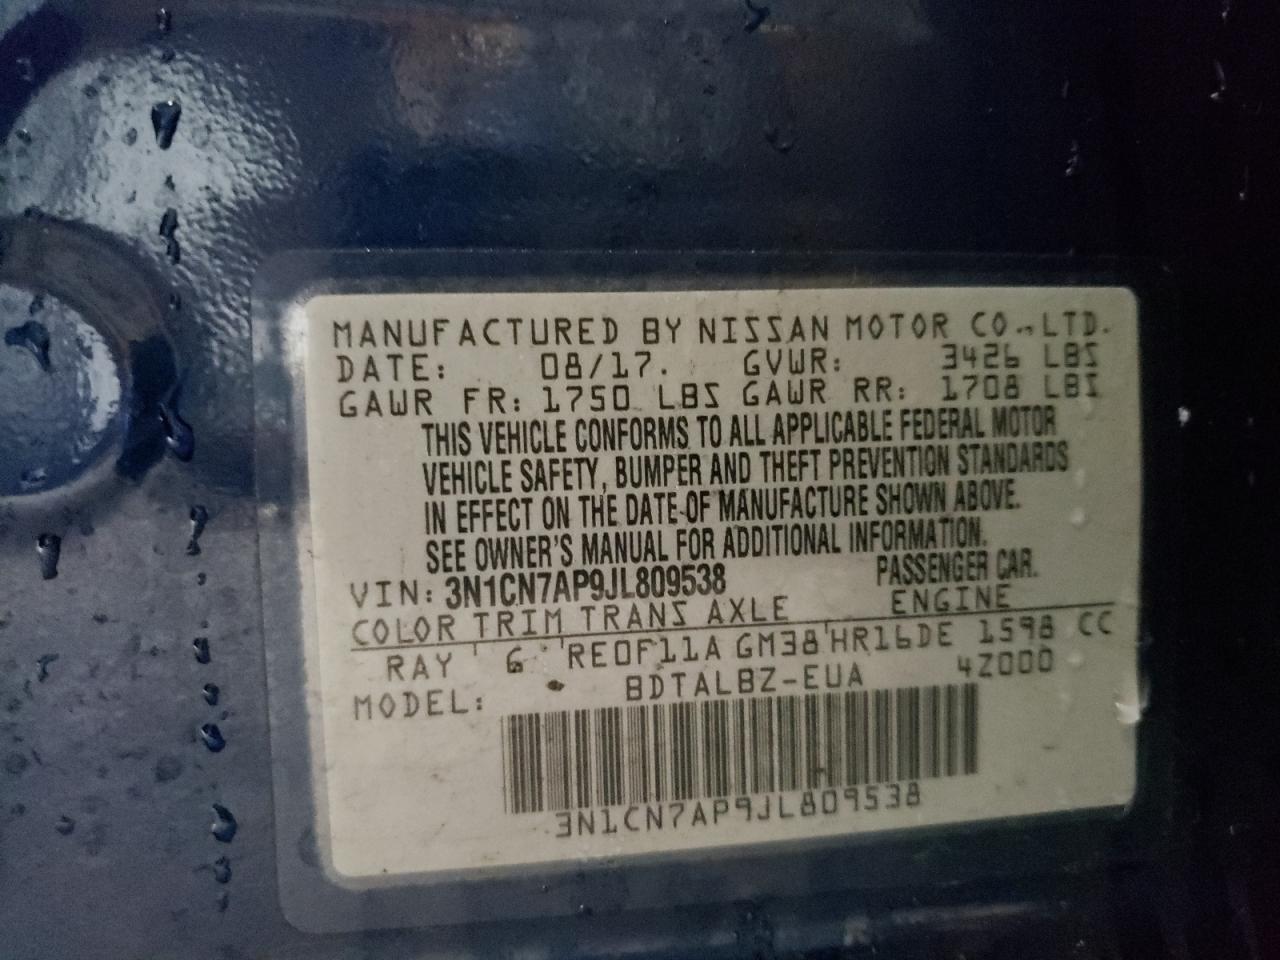 MANUFACTURED BY NISSAN MOTOR CO., LTD.
DATE: 08/17. GVWR: 3426 LBS
GAWR FR: 1750 LBS GAWR RR: 1708 LBS
THIS VEHICLE CONFORMS TO ALL APPLICABLE FEDERAL MOTOR
VEHICLE SAFETY, BUMPER AND THEFT PREVENTION STANDARDS
IN EFFECT ON THE DATE OF MANUFACTURE SHOWN ABOVE.
SEE OWNER'S MANUAL FOR ADDITIONAL INFORMATION.
VIN: 3N1CN7AP9JL809538 PASSENGER CAR.
COLOR TRIM TRANS AXLE ENGINE
RAY G RE0F11A GM38 HR16DE 1598 CC
MODEL: BDTALBZ-EUA 4Z000
3N1CN7AP9JL809538